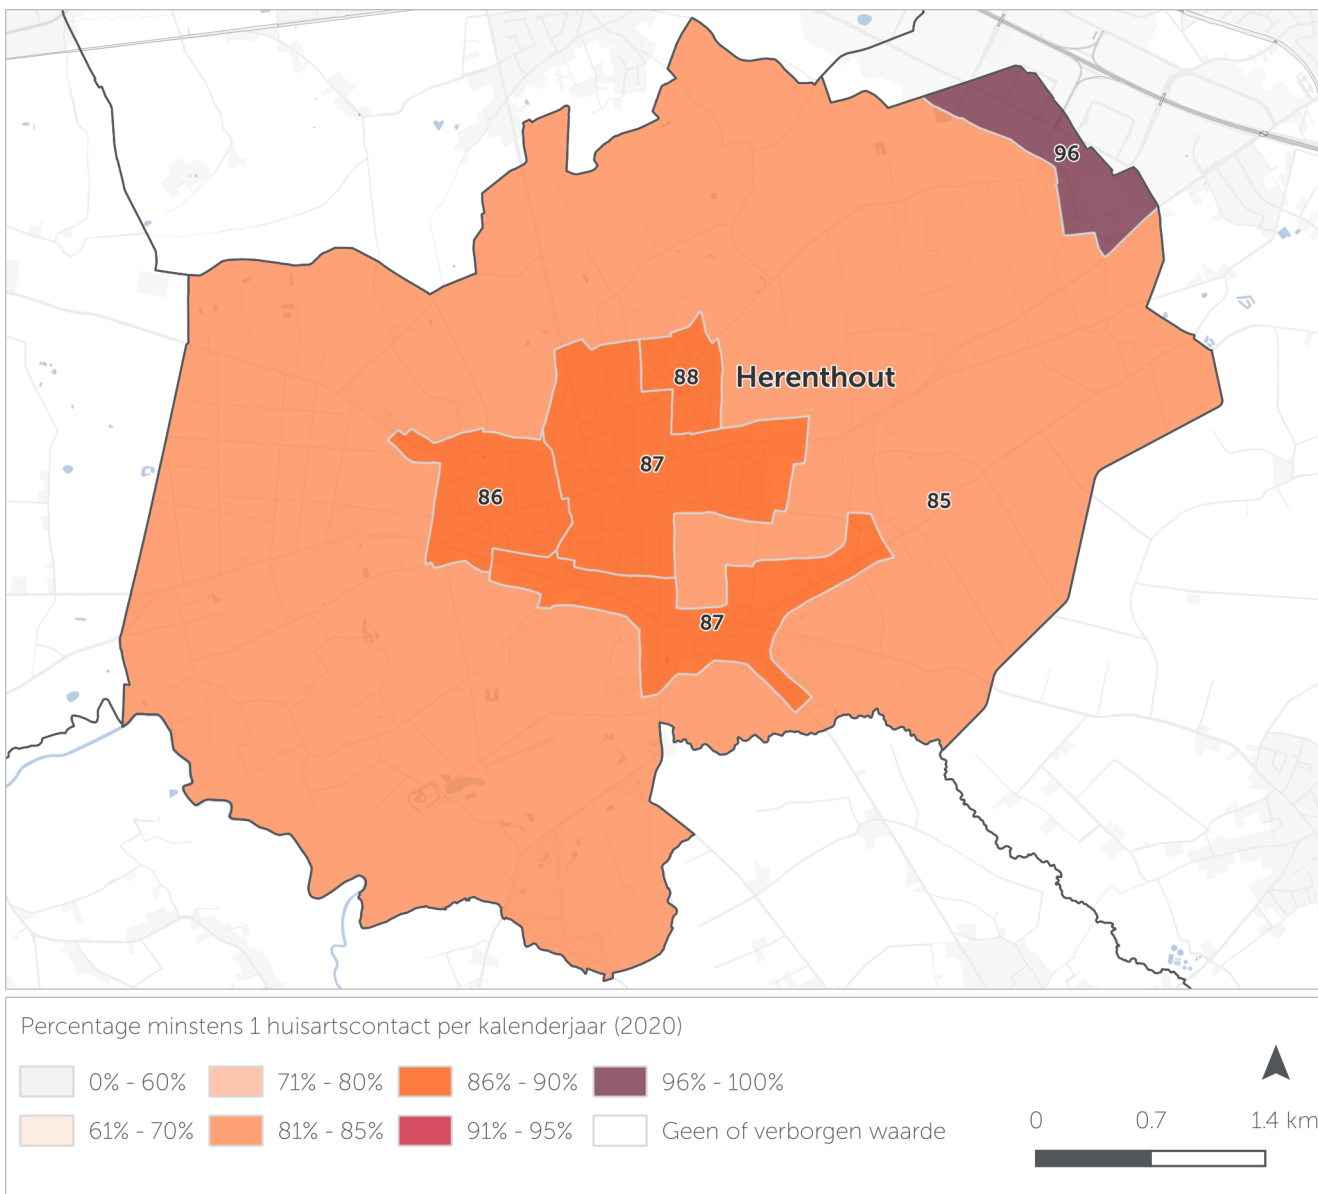 96
88
Herenthout
87
86
85
87
Percentage minstens 1 huisartscontact per kalenderjaar (2020)
0% - 60%
71% - 80%
86% - 90%
96% - 100%
61% - 70%
81% - 85%
91% - 95%
Geen of verborgen waarde
0 0.7 1.4 km